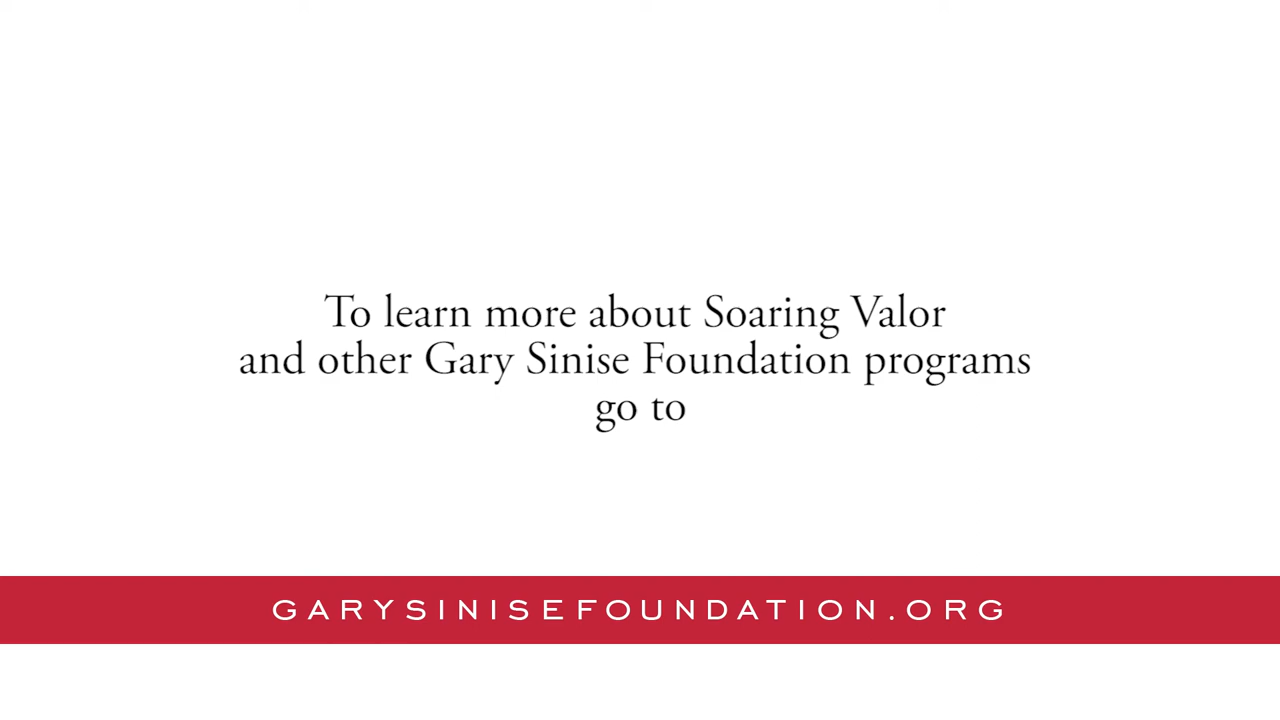 To learn more about Soaring Valor
and other Gary Sinise Foundation programs
go to
GARYSINISEFOUNDATION.ORG